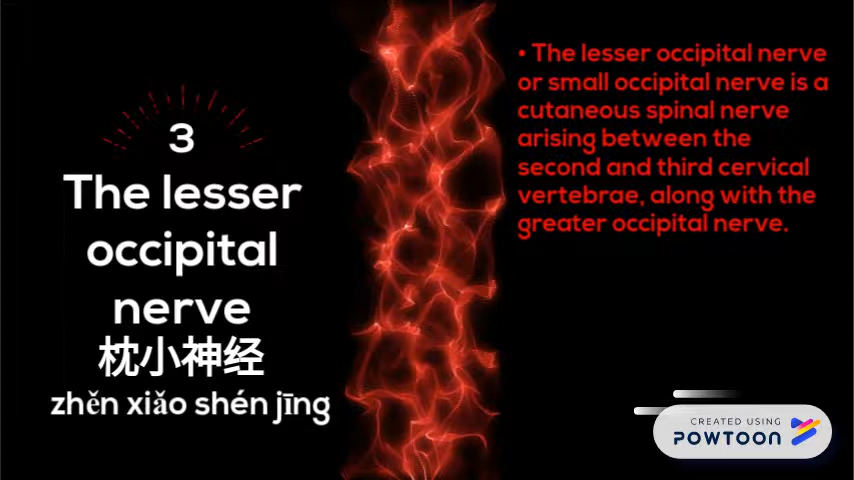 3
The lesser
occipital
nerve
枕小神经
zhěn xiǎo shén jīng
• The lesser occipital nerve
or small occipital nerve is a
cutaneous spinal nerve
arising between the
second and third cervical
vertebrae, along with the
greater occipital nerve.
CREATED USING
POWTOON